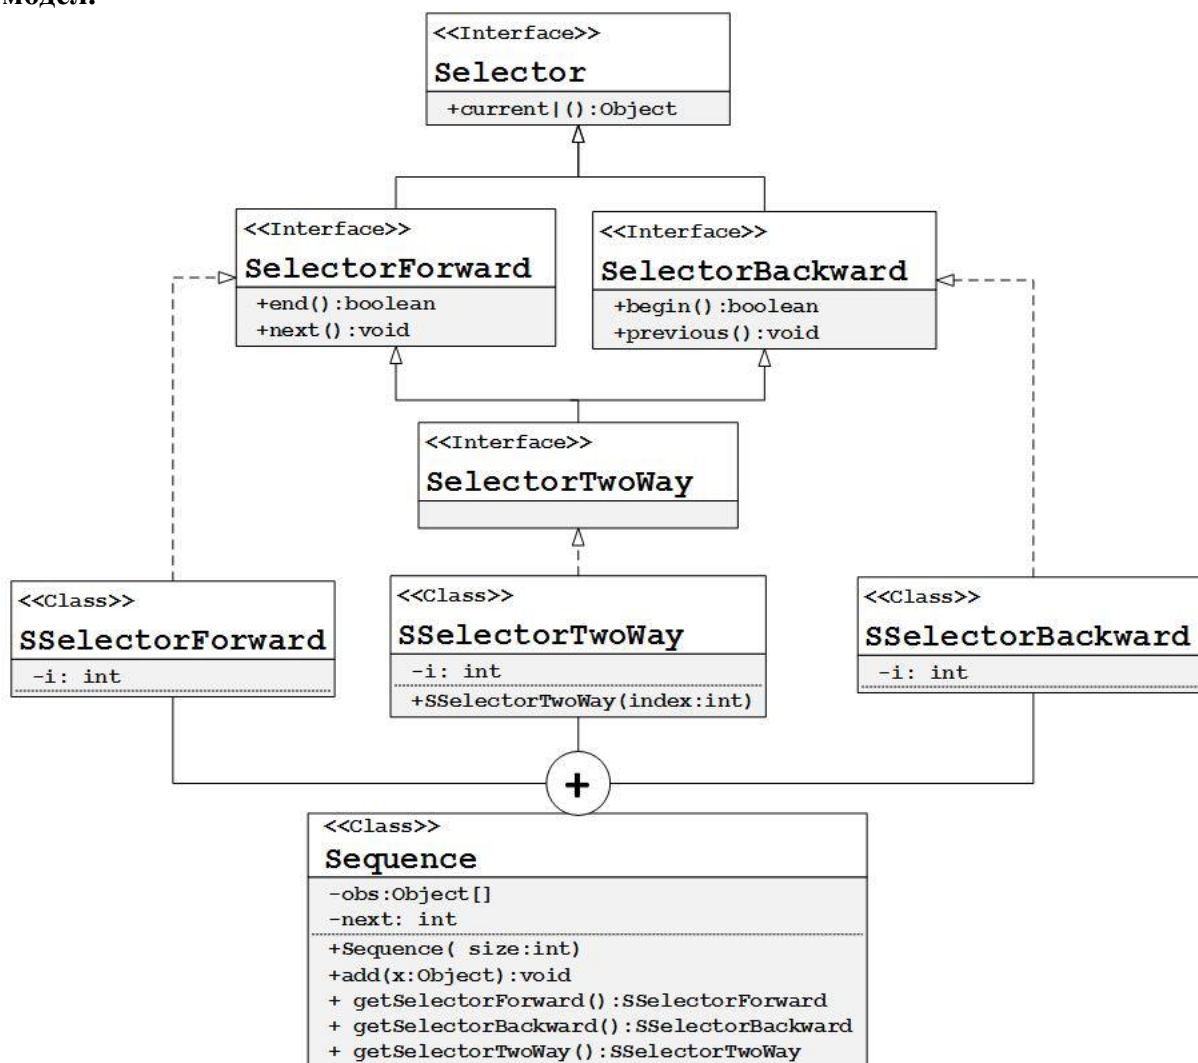 модел.
<<Interface>>
Selector
+current|():Object
<<Interface>>
SelectorForward
+end():boolean
+next():void
<<Interface>>
SelectorBackward
+begin():boolean
+previous():void
<<Interface>>
SelectorTwoWay
<<Class>>
SSelectorForward
-i: int
<<Class>>
SSelectorTwoWay
-i: int
+SSelectorTwoWay(index:int)
<<Class>>
SSelectorBackward
-i: int
+
<<Class>>
Sequence
-obs:Object[]
-next: int
+Sequence( size:int)
+add(x:Object):void
+ getSelectorForward():SSelectorForward
+ getSelectorBackward():SSelectorBackward
+ getSelectorTwoWay():SSelectorTwoWay